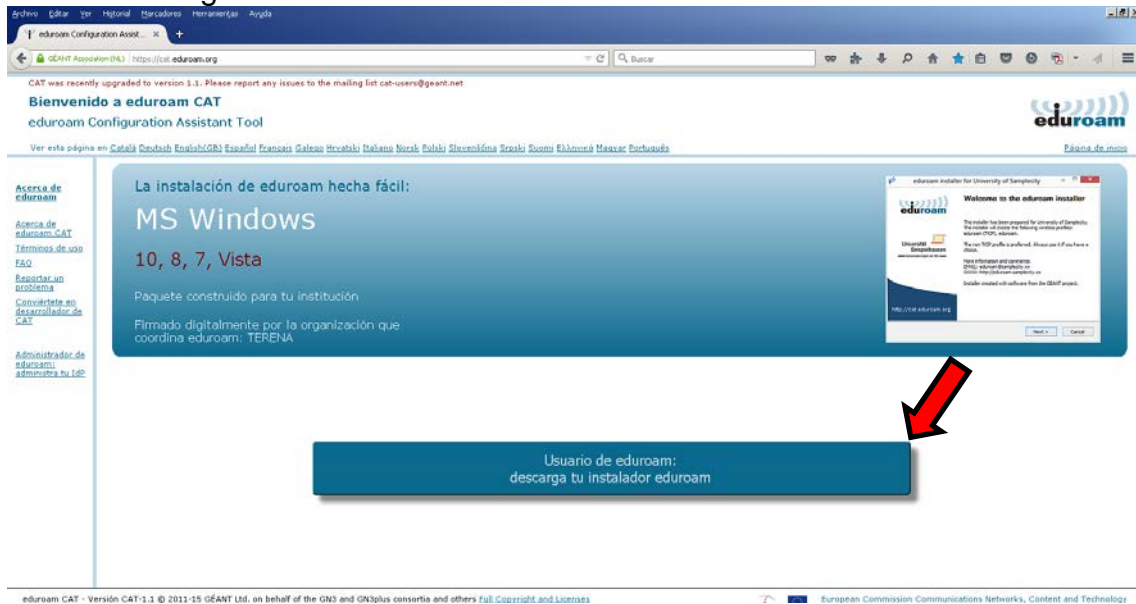 Archivo Editar Ver Historial Marcadores Herramientas Ayuda
eduroam Configuration Assist... × +
GÉANT Association (NL) https://cat.eduroam.org
Buscar
CAT was recently upgraded to version 1.1. Please report any issues to the mailing list cat-users@geant.net
Bienvenido a eduroam CAT
eduroam Configuration Assistant Tool
eduroam
Ver esta página en Català Deutsch English(GB) Español Français Galego Hrvatski Italiano Norsk Polski Slovenščina Srpski Suomi Ελληνικά Magyar Português
Página de inicio
Acerca de
eduroam
Acerca de
eduroam CAT
Términos de uso
FAQ
Reportar un
problema
Conviértete en
desarrollador de
CAT
Administrador de
eduroam:
administra tu IdP
La instalación de eduroam hecha fácil:
MS Windows
10, 8, 7, Vista
Paquete construido para tu institución
Firmado digitalmente por la organización que
coordina eduroam: TERENA
eduroam installer for University of Samplecity
eduroam
Welcome to the eduroam installer
Next > Cancel
Usuario de eduroam:
descarga tu instalador eduroam
eduroam CAT - Versión CAT-1.1 © 2011-15 GÉANT Ltd. on behalf of the GN3 and GN3plus consortia and others Full Copyright and Licenses
European Commission Communications Networks, Content and Technology